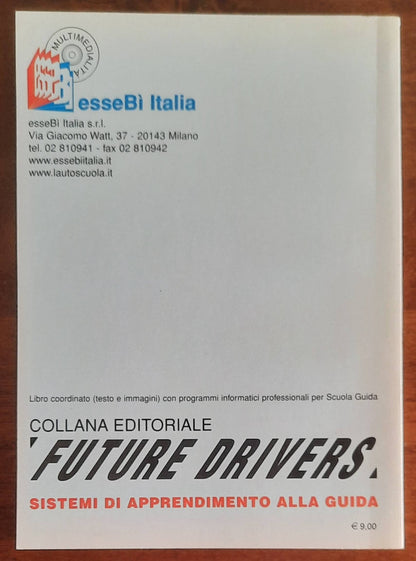 MULTIMEDIALITÀ
esseBì Italia
esseBì Italia s.r.l.
Via Giacomo Watt, 37 - 20143 Milano
tel. 02 810941 - fax 02 810942
www.essebiitalia.it
www.lautoscuola.it
Libro coordinato (testo e immagini) con programmi informatici professionali per Scuola Guida
COLLANA EDITORIALE
'FUTURE DRIVERS,
SISTEMI DI APPRENDIMENTO ALLA GUIDA
€ 9,00